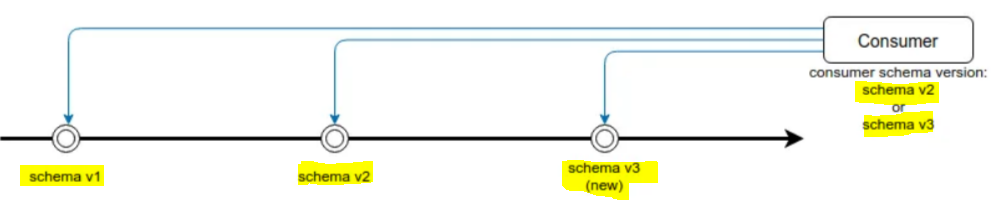 Consumer
consumer schema version:
schema v2
or
schema v3
schema v1
schema v2
schema v3
(new)